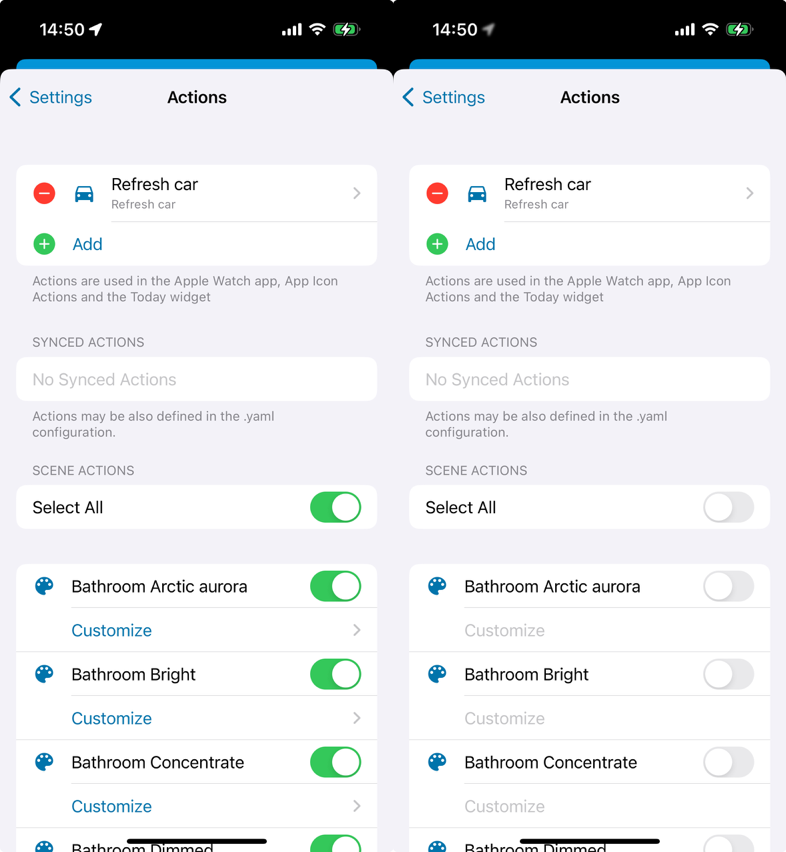 14:50
Settings
Actions
Refresh car
Refresh car
Add
Actions are used in the Apple Watch app, App Icon
Actions and the Today widget
SYNCED ACTIONS
No Synced Actions
Actions may be also defined in the .yaml
configuration.
SCENE ACTIONS
Select All
Bathroom Arctic aurora
Customize
Bathroom Bright
Customize
Bathroom Concentrate
Customize
Bathroom Dimmed
14:50
Settings
Actions
Refresh car
Refresh car
Add
Actions are used in the Apple Watch app, App Icon
Actions and the Today widget
SYNCED ACTIONS
No Synced Actions
Actions may be also defined in the .yaml
configuration.
SCENE ACTIONS
Select All
Bathroom Arctic aurora
Customize
Bathroom Bright
Customize
Bathroom Concentrate
Customize
Bathroom Dimmed